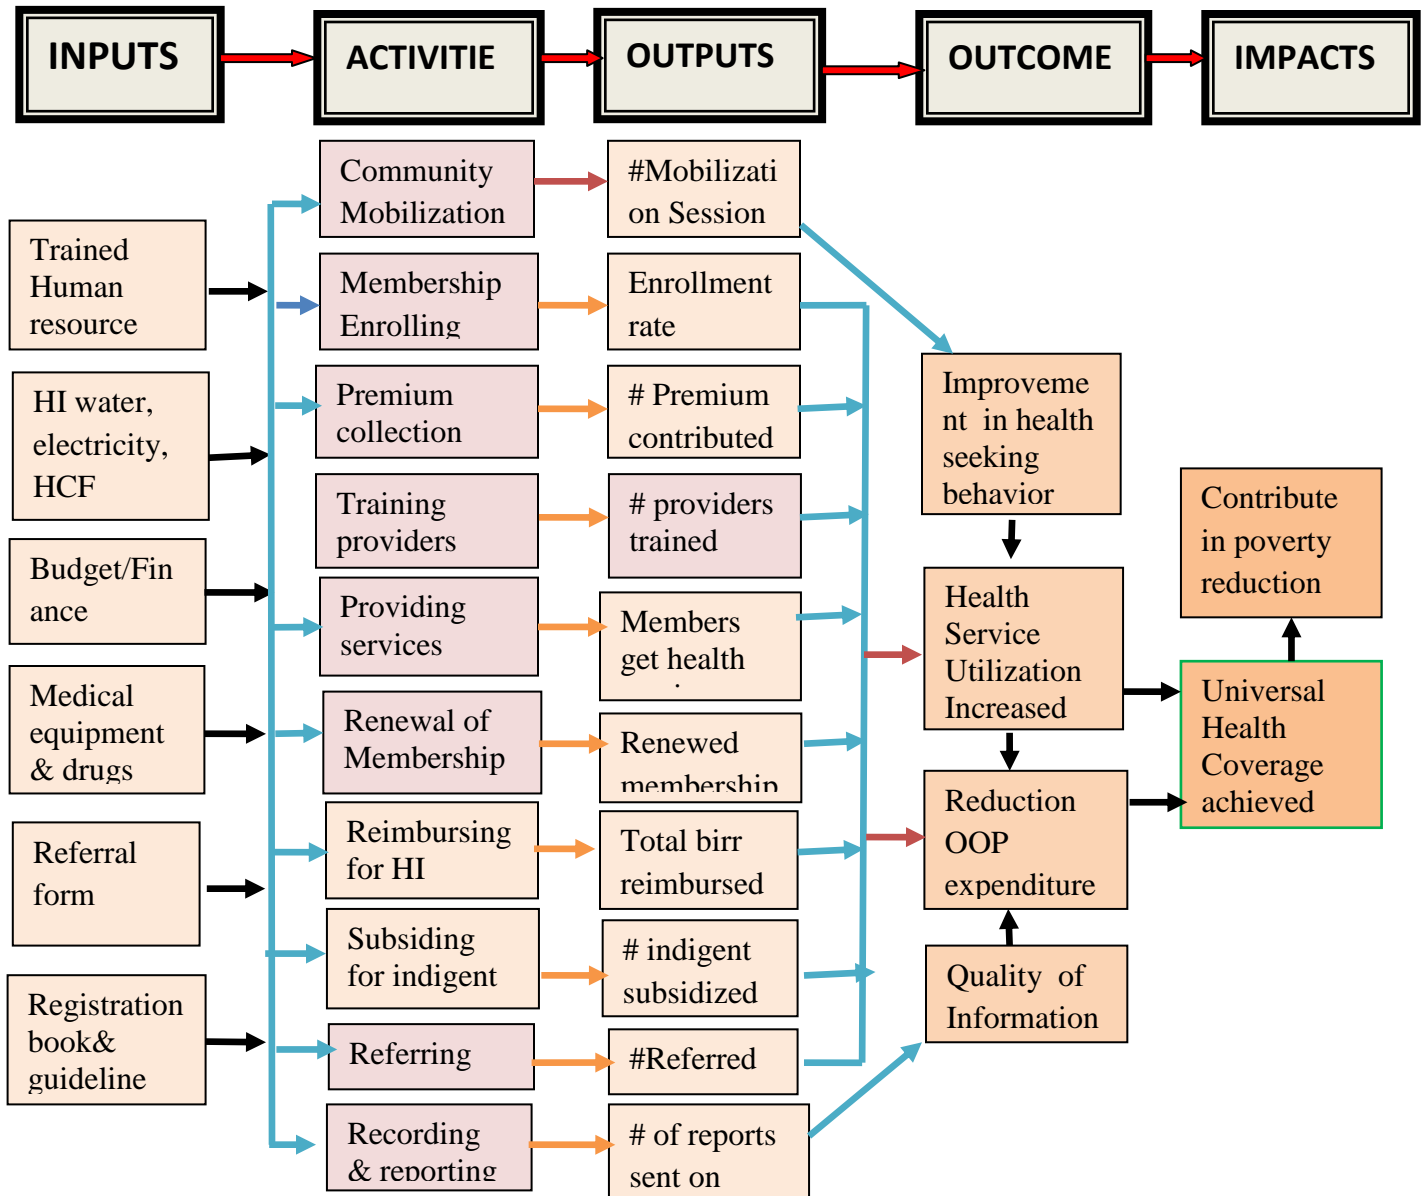 INPUTS
ACTIVITIE
OUTPUTS
OUTCOME
IMPACTS
Trained
Human
resource
HI water,
electricity,
HCF
Budget/Fin
ance
Medical
equipment
& drugs
Referral
form
Registration
book&
guideline
Community
Mobilization
Membership
Enrolling
Premium
collection
Training
providers
Providing
services
Renewal of
Membership
Reimbursing
for HI
Subsiding
for indigent
Referring
Recording
& reporting
#Mobilizati
on Session
Enrollment
rate
# Premium
contributed
# providers
trained
Members
get health
Renewed
membership
Total birr
reimbursed
# indigent
subsidized
#Referred
# of reports
sent on
Improveme
nt in health
seeking
behavior
Health
Service
Utilization
Increased
Reduction
OOP
expenditure
Quality of
Information
Contribute
in poverty
reduction
Universal
Health
Coverage
achieved